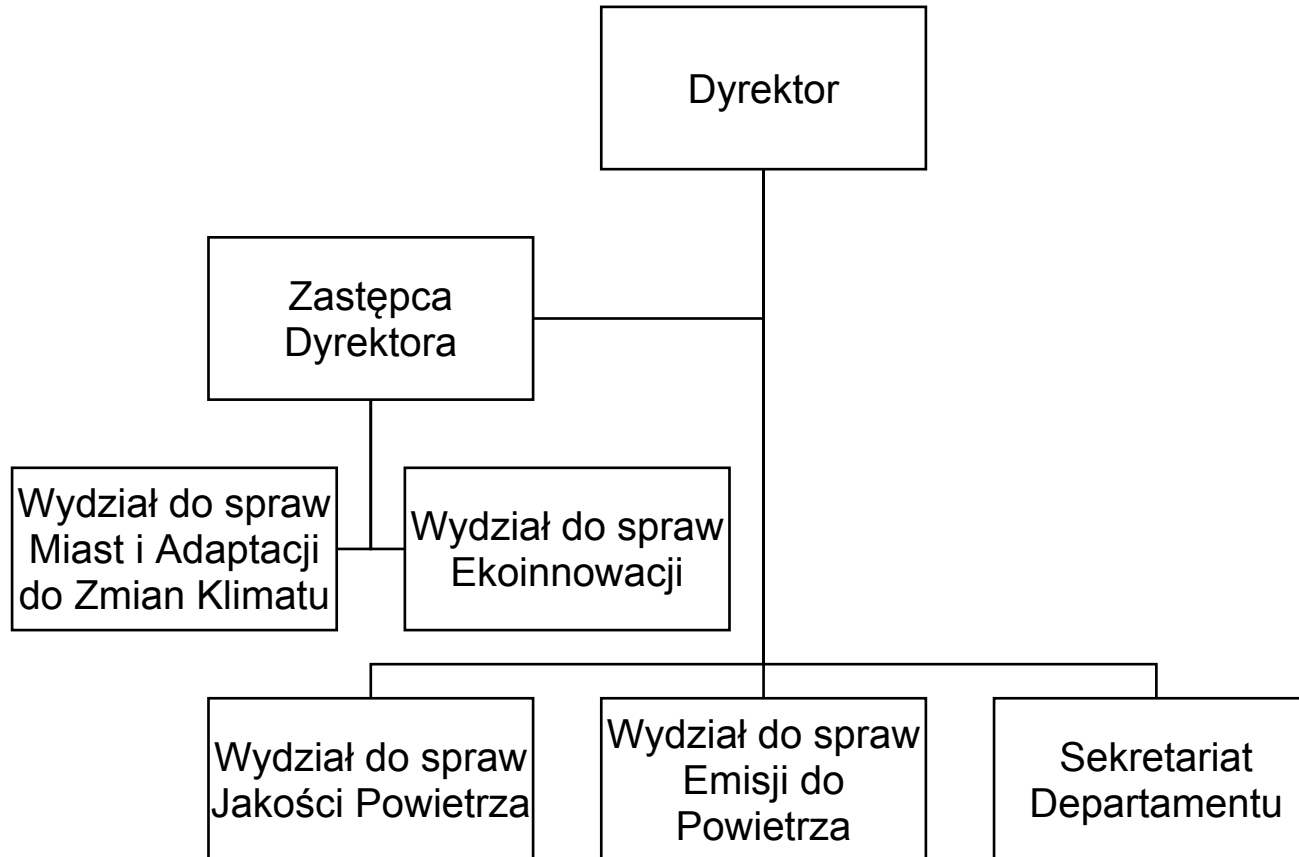 Dyrektor
Zastępca
Dyrektora
Wydział do spraw
Miast i Adaptacji
do Zmian Klimatu
Wydział do spraw
Ekoinnowacji
Wydział do spraw
Jakości Powietrza
Wydział do spraw
Emisji do
Powietrza
Sekretariat
Departamentu